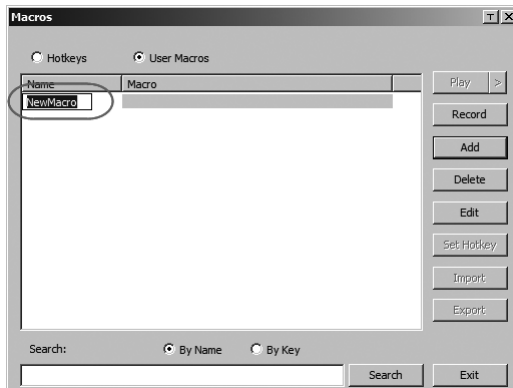 Macros
T X
Hotkeys User Macros
Name Macro
NewMacro
Play >
Record
Add
Delete
Edit
Set Hotkey
Import
Export
Search: By Name By Key
Search Exit